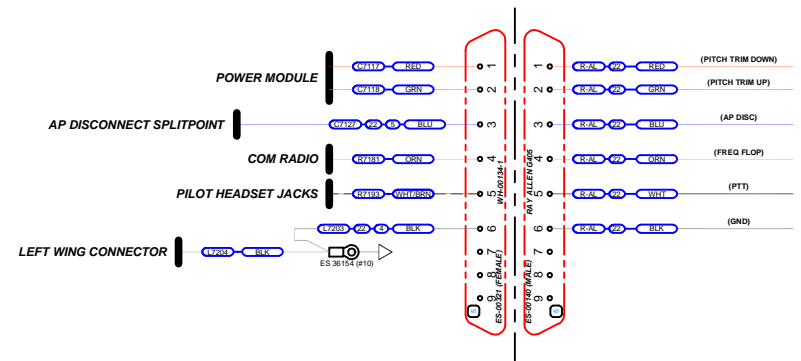 POWER MODULE
C7117 RED
C7118 GRN
AP DISCONNECT SPLITPOINT
C7127 22 5 BLU
COM RADIO
R7181 ORN
PILOT HEADSET JACKS
R7193 WHT/BRN
L7203 22 4 BLK
LEFT WING CONNECTOR
L7204 BLK
ES 36154 (#10)
1
2
3
4
5
6
7
8
9
WH-00134-1
ES-00321 (FEMALE)
5
1
2
3
4
5
6
7
8
9
RAY ALLEN G405
ES-00140 (MALE)
5
R-AL 22 RED (PITCH TRIM DOWN)
R-AL 22 GRN (PITCH TRIM UP)
R-AL 22 BLU (AP DISC)
R-AL 22 ORN (FREQ FLOP)
R-AL 22 WHT (PTT)
R-AL 22 BLK (GND)